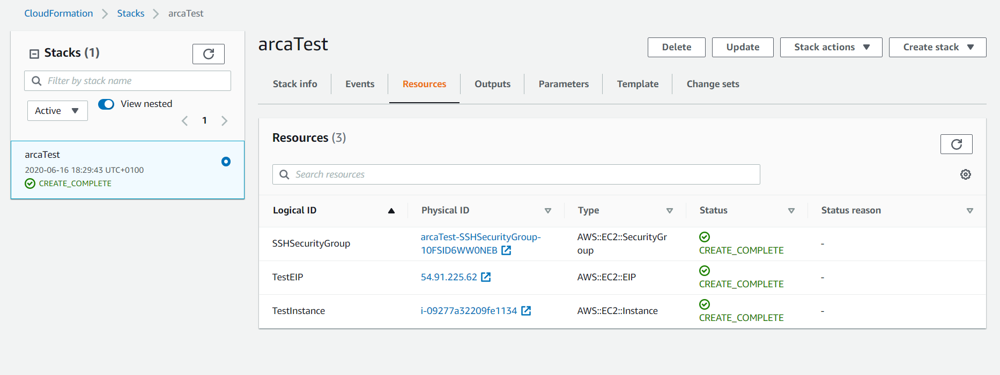 CloudFormation Stacks arcaTest
Stacks (1)
Filter by stack name
Active View nested
1
arcaTest
2020-06-16 18:29:43 UTC+0100
CREATE_COMPLETE
arcaTest
Delete Update Stack actions Create stack
Stack info Events Resources Outputs Parameters Template Change sets
Resources (3)
Search resources
Logical ID Physical ID Type Status Status reason
SSHSecurityGroup arcaTest-SSHSecurityGroup- AWS::EC2::SecurityGr
10FSID6WW0NEB oup CREATE_COMPLETE -
TestEIP 54.91.225.62 AWS::EC2::EIP CREATE_COMPLETE -
TestInstance i-09277a32209fe1134 AWS::EC2::Instance CREATE_COMPLETE -